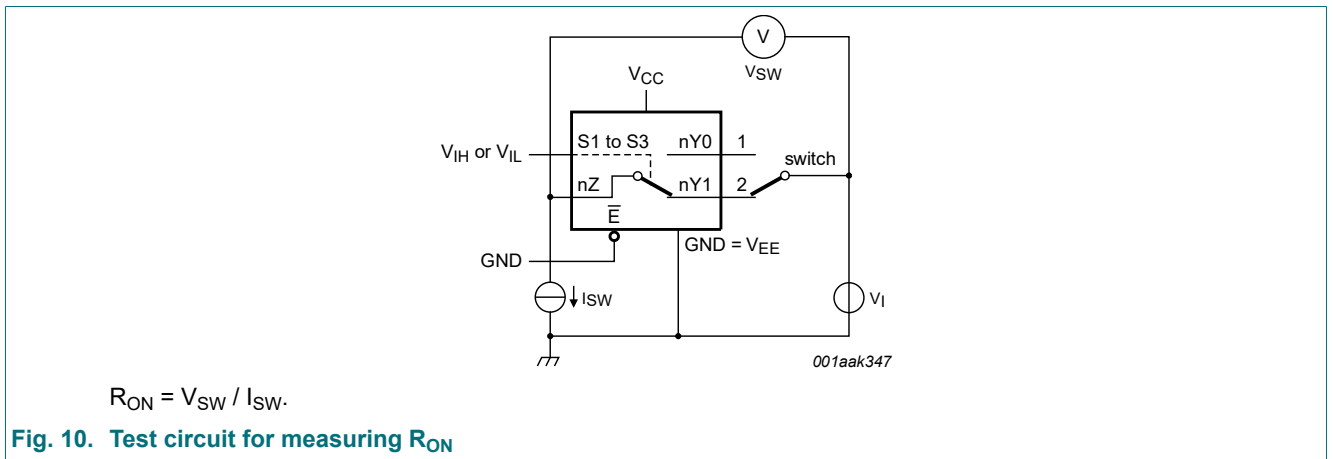 V
VSW
VCC
VIH or VIL
S1 to S3
nY0
1
switch
nZ
nY1
2
E
GND = VEE
GND
ISW
VI
001aak347
RON = VSW / ISW.
Fig. 10. Test circuit for measuring RON